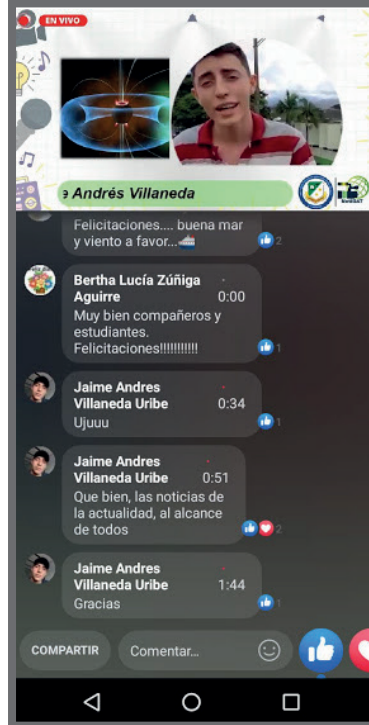 EN VIVO
e Andrés Villaneda
Felicitaciones.... buena mar
y viento a favor...
2
Bertha Lucía Zúñiga
Aguirre 0:00
Muy bien compañeros y
estudiantes.
Felicitaciones!!!!!!!!!!!
1
Jaime Andres
Villaneda Uribe 0:34
Ujuuu
1
Jaime Andres
Villaneda Uribe 0:51
Que bien, las noticias de
la actualidad, al alcance
de todos
2
Jaime Andres
Villaneda Uribe 1:44
Gracias
1
COMPARTIR Comentar...